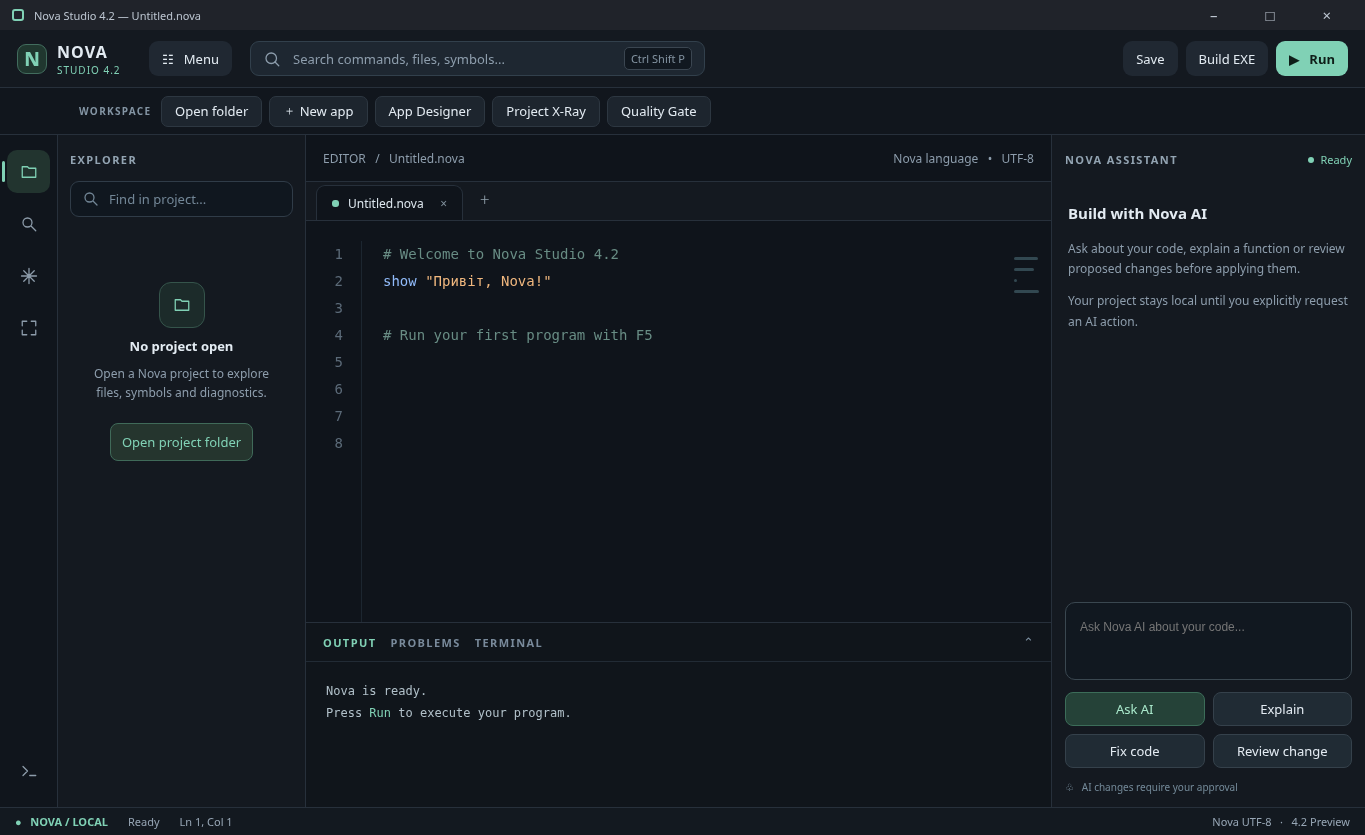 Nova Studio 4.2 — Untitled.nova
N NOVA
STUDIO 4.2
Menu
Search commands, files, symbols...
Ctrl Shift P
Save
Build EXE
Run
WORKSPACE
Open folder
+ New app
App Designer
Project X-Ray
Quality Gate
EXPLORER
Find in project...
No project open
Open a Nova project to explore
files, symbols and diagnostics.
Open project folder
EDITOR / Untitled.nova
Nova language • UTF-8
Untitled.nova × +
1 # Welcome to Nova Studio 4.2
2 show "Привіт, Nova!"
3
4 # Run your first program with F5
5
6
7
8
OUTPUT PROBLEMS TERMINAL
Nova is ready.
Press Run to execute your program.
NOVA ASSISTANT
Ready
Build with Nova AI
Ask about your code, explain a function or review
proposed changes before applying them.
Your project stays local until you explicitly request
an AI action.
Ask Nova AI about your code...
Ask AI
Explain
Fix code
Review change
AI changes require your approval
● NOVA / LOCAL Ready Ln 1, Col 1
Nova UTF-8 · 4.2 Preview